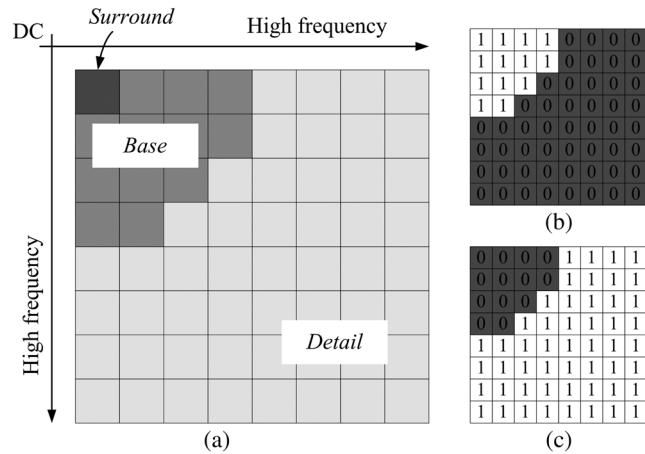 DC
Surround
High frequency
High frequency
Base
Detail
(a)
1 1 1 1 0 0 0 0
1 1 1 1 0 0 0 0
1 1 1 0 0 0 0 0
1 1 0 0 0 0 0 0
0 0 0 0 0 0 0 0
0 0 0 0 0 0 0 0
0 0 0 0 0 0 0 0
0 0 0 0 0 0 0 0
(b)
0 0 0 0 1 1 1 1
0 0 0 0 1 1 1 1
0 0 0 1 1 1 1 1
0 0 1 1 1 1 1 1
1 1 1 1 1 1 1 1
1 1 1 1 1 1 1 1
1 1 1 1 1 1 1 1
1 1 1 1 1 1 1 1
(c)